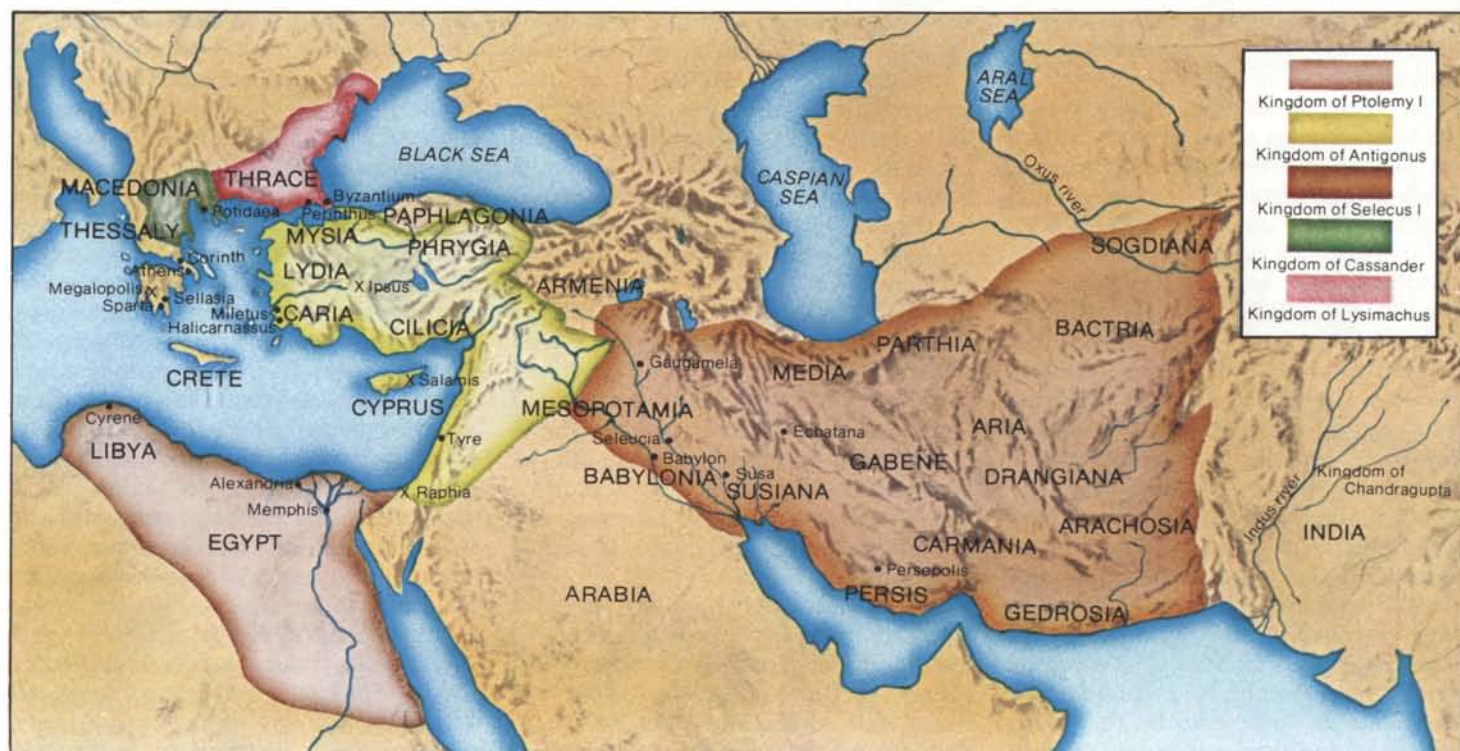 BLACK SEA
CASPIAN
SEA
ARAL
SEA
Oxus river
Kingdom of Ptolemy I
Kingdom of Antigonus
Kingdom of Selecus I
Kingdom of Cassander
Kingdom of Lysimachus
MACEDONIA
THRACE
Byzantium
Potidaea
Perinthus
PAPHLAGONIA
THESSALY
MYSIA
PHRYGIA
SOGDIANA
Corinth
Athens
LYDIA
Megalopolis
X
X Ipsus
ARMENIA
Sellasia
Sparta
Miletus
CARIA
Halicarnassus
CILICIA
BACTRIA
PARTHIA
Gaugamela
MEDIA
CRETE
X Salamis
CYPRUS
MESOPOTAMIA
Cyrene
LIBYA
Tyre
Seleucia
Echatana
ARIA
Babylon
GABENE
BABYLONIA
Susa
SUSIANA
DRANGIANA
Kingdom of
Chandragupta
Alexandria
X Raphia
Memphis
EGYPT
ARACHOSIA
Indus river
INDIA
CARMANIA
Persepolis
ARABIA
PERSIS
GEDROSIA